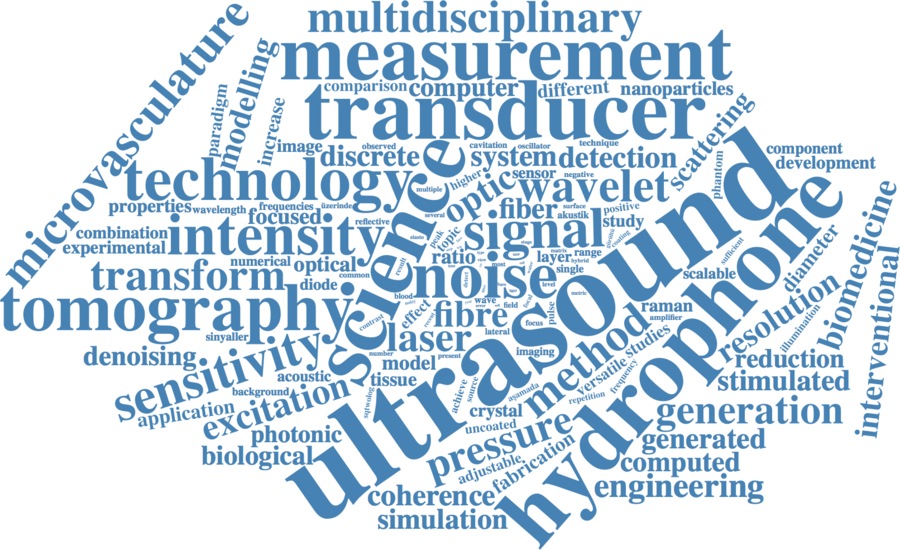 multidisciplinary
measurement
comparison
computer
different
nanoparticles
transducer
microvasculature
paradigm
modelling
increase
image
observed
cavitation
oscillator
technique
scattering
component
development
discrete
system
detection
technology
science
multiple
higher
sensor
negative
optic
wavelet
phantom
properties
wavelength
frequencies
üzerinde
focused
reflective
several
fiber
surface
akustik
positive
study
combination
experimental
intensity
signal
peak
topic
numerical
optical
ratio
layer
range
single
hybrid
matrix
sufficient
transform
diode
common
result
noise
most
level
metric
scalable
diameter
biomedicine
interventional
tomography
blood
effect
fibre
wave
field
focal
pulse
raman
amplifier
sinyaller
contrast
lateral
focus
resolution
illumination
denoising
number
laser
imaging
method
versatile
studies
model
present
tissue
sensitivity
acoustic
background
application
excitation
achieve
source
aşamada
frequency
repetition
reduction
stimulated
crystal
uncoated
generation
photonic
biological
ultrasound
pressure
hydrophone
adjustable
fabrication
generated
computed
engineering
coherence
simulation